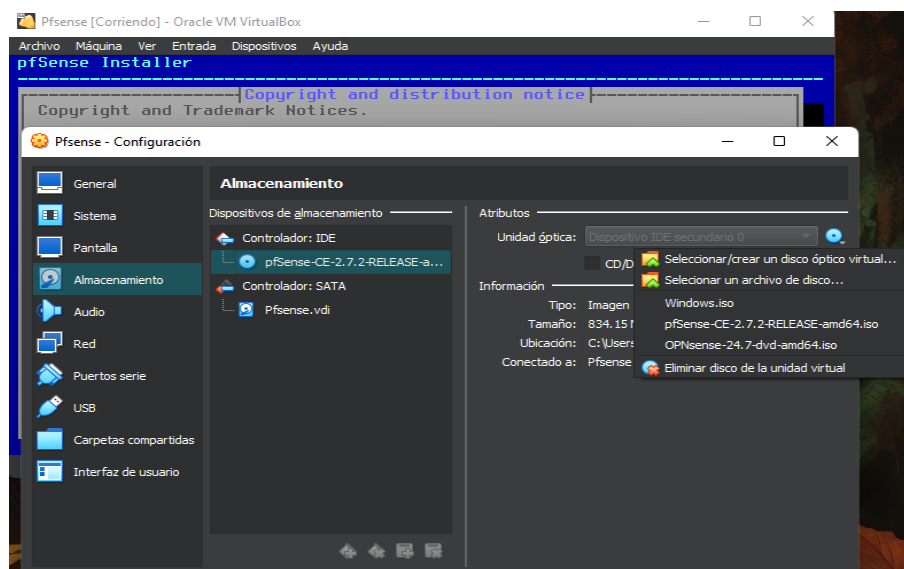 Pfsense [Corriendo] - Oracle VM VirtualBox
Archivo Máquina Ver Entrada Dispositivos Ayuda
pfSense Installer
Copyright and distribution notice
Copyright and Trademark Notices.
Pfsense - Configuración
General
Sistema
Pantalla
Almacenamiento
Audio
Red
Puertos serie
USB
Carpetas compartidas
Interfaz de usuario
Almacenamiento
Dispositivos de almacenamiento
Controlador: IDE
pfSense-CE-2.7.2-RELEASE-a...
Controlador: SATA
Pfsense.vdi
Atributos
Unidad óptica: Dispositivo IDE secundario 0
CD/D
Información
Tipo: Imagen
Tamaño: 834.15
Ubicación: C:\Users
Conectado a: Pfsense
Seleccionar/crear un disco óptico virtual...
Selecionar un archivo de disco...
Windows.iso
pfSense-CE-2.7.2-RELEASE-amd64.iso
OPNsense-24.7-dvd-amd64.iso
Eliminar disco de la unidad virtual